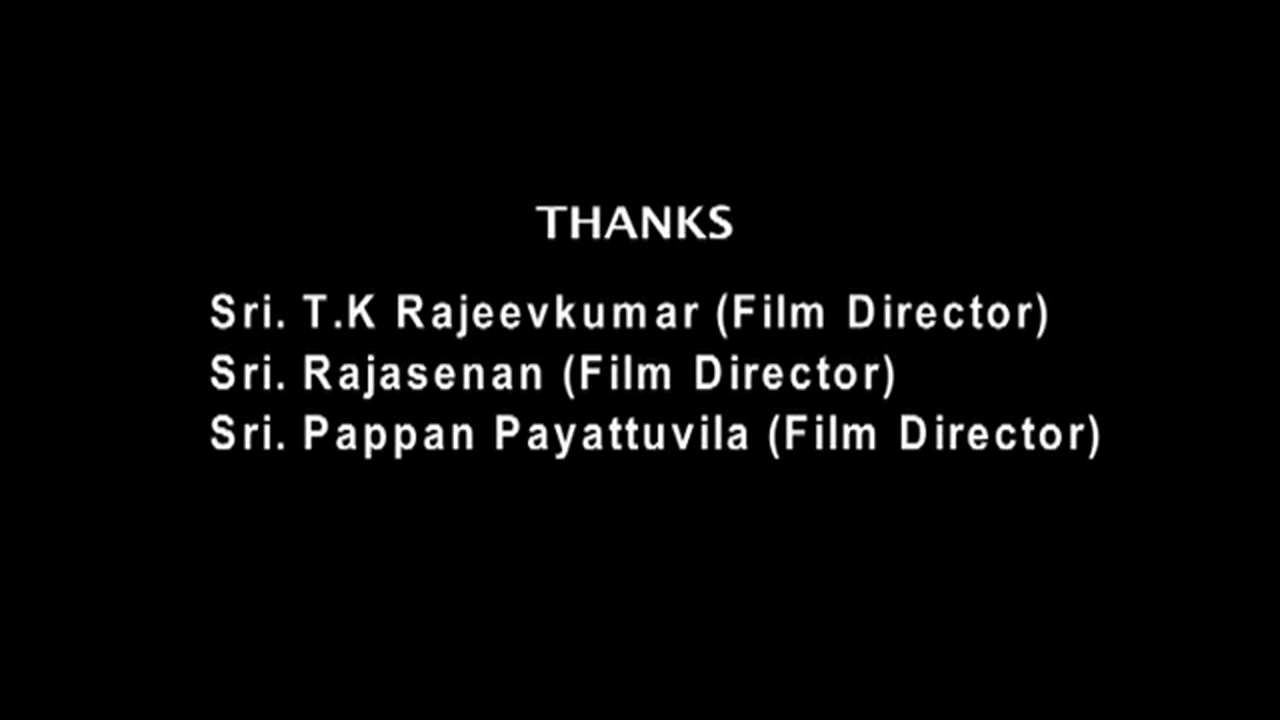 THANKS
Sri. T.K Rajeevkumar (Film Director)
Sri. Rajasenan (Film Director)
Sri. Pappan Payattuvila (Film Director)